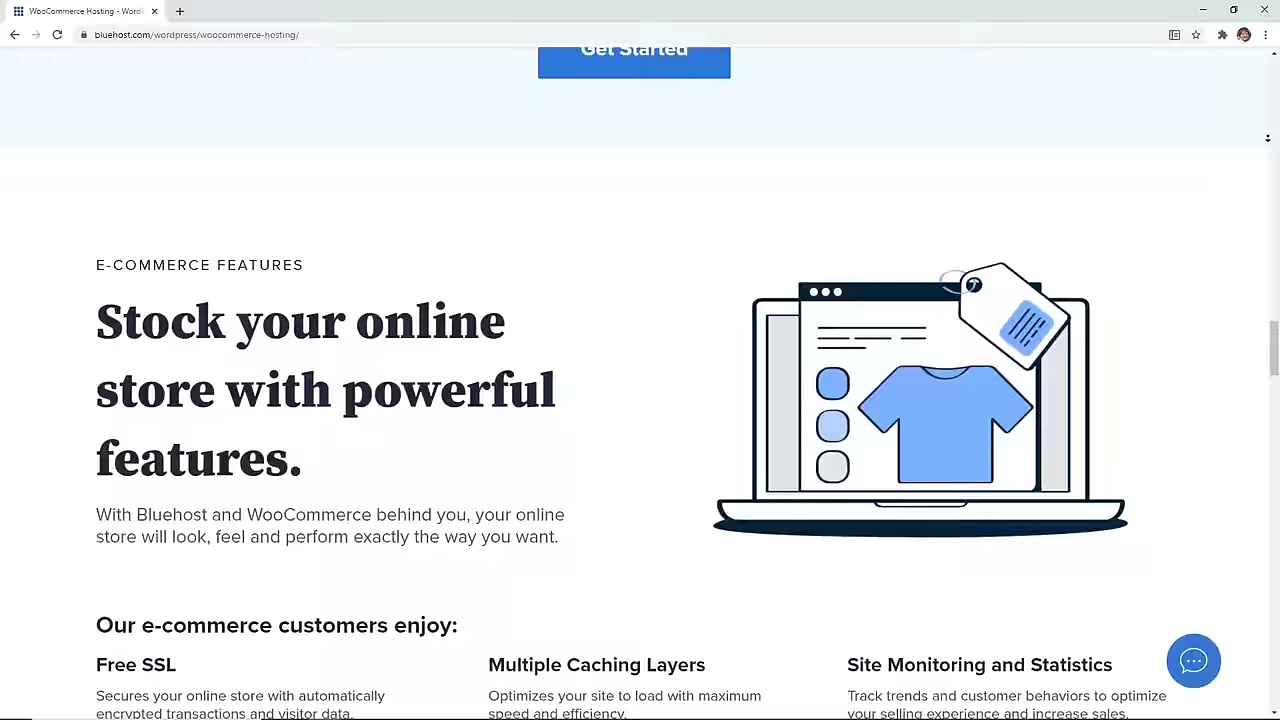 WooCommerce Hosting - Word
bluehost.com/wordpress/woocommerce-hosting/
Get Started
E-COMMERCE FEATURES
Stock your online
store with powerful
features.
With Bluehost and WooCommerce behind you, your online
store will look, feel and perform exactly the way you want.
Our e-commerce customers enjoy:
Free SSL
Secures your online store with automatically
encrypted transactions and visitor data.
Multiple Caching Layers
Optimizes your site to load with maximum
speed and efficiency.
Site Monitoring and Statistics
Track trends and customer behaviors to optimize
your selling experience and increase sales.